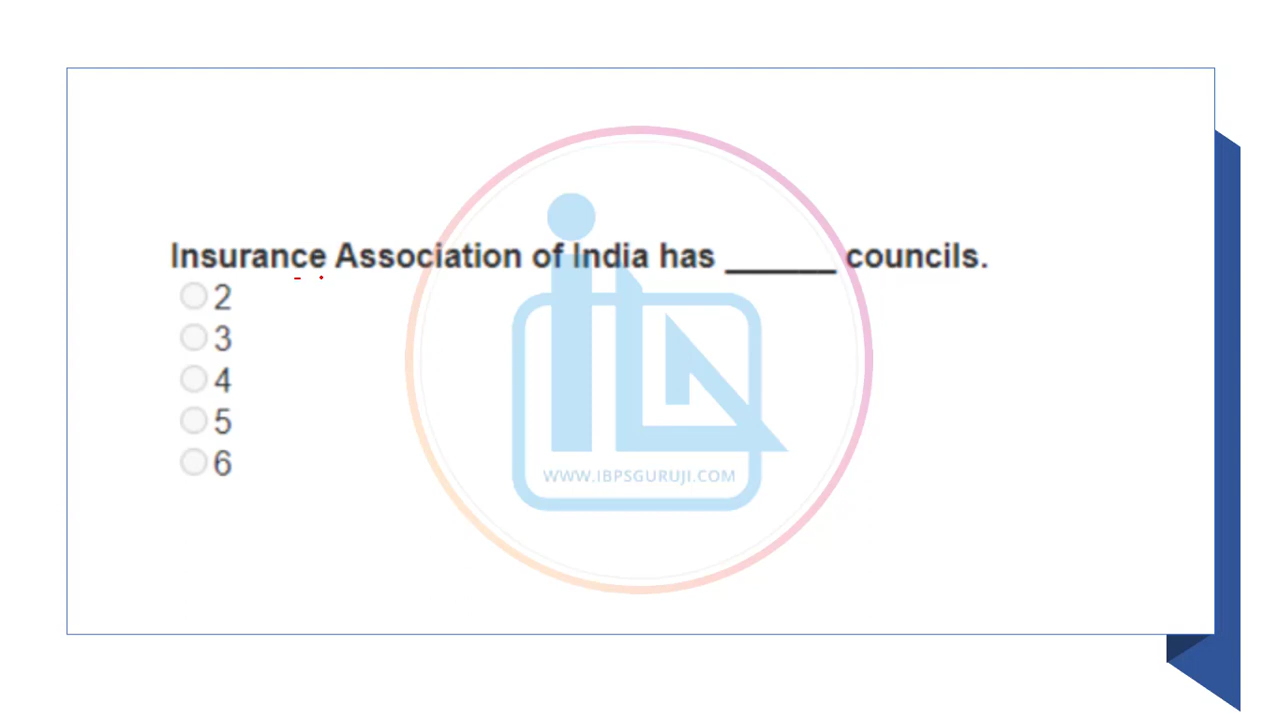 Insurance Association of India has ______ councils.
2
3
4
5
6
WWW.IBPSGURUJI.COM